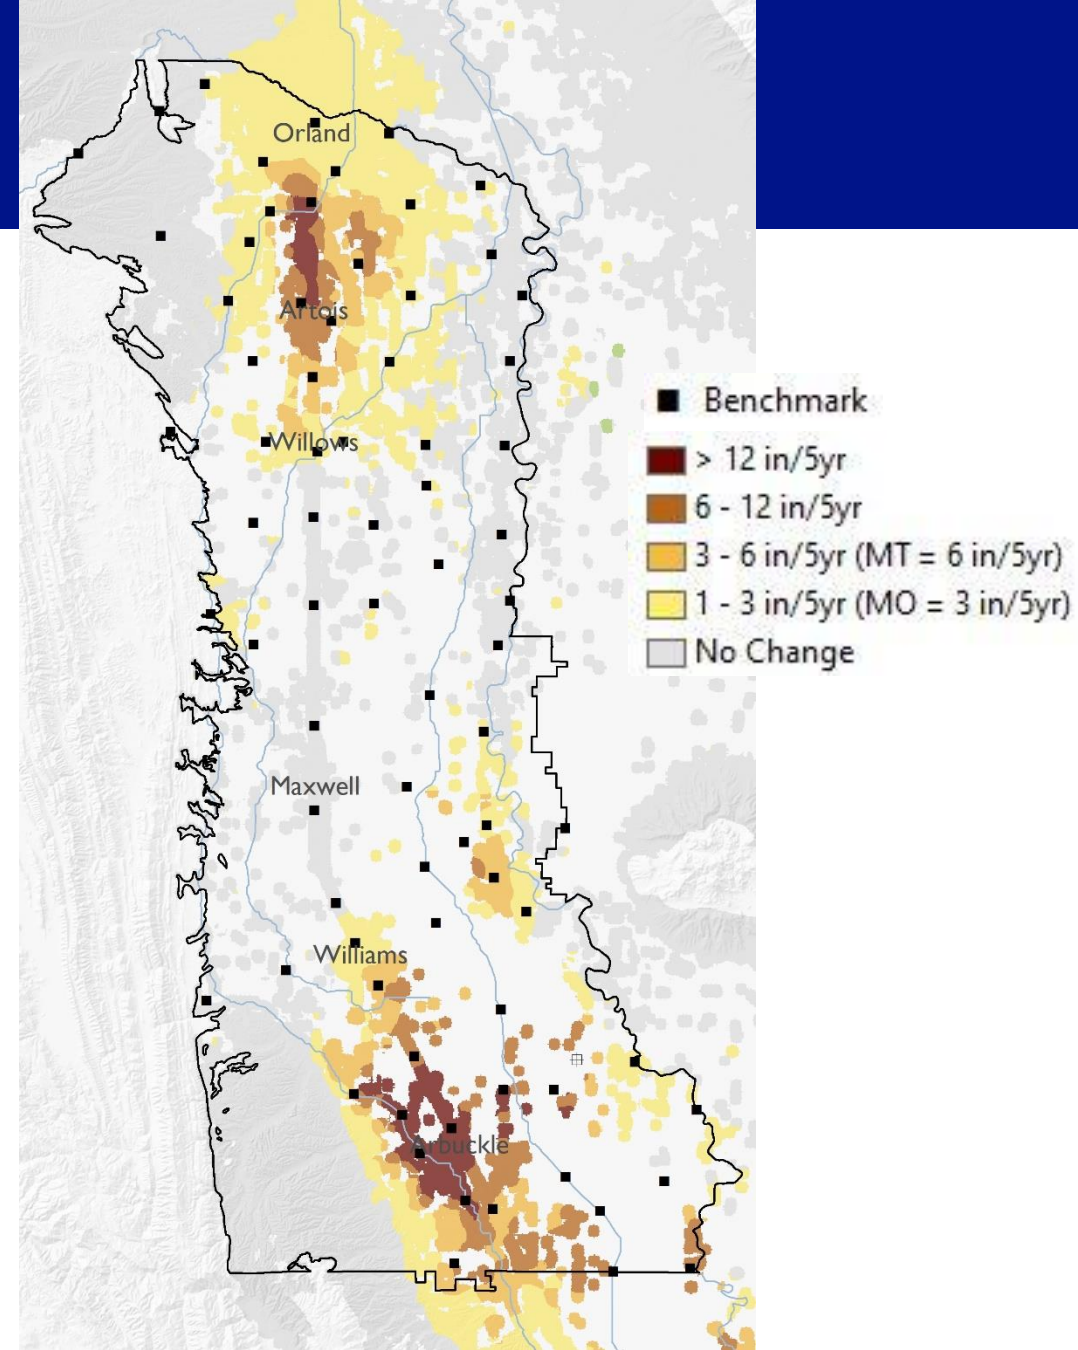 Orland
Artois
Benchmark
> 12 in/5yr
Willows
6 - 12 in/5yr
3 - 6 in/5yr (MT = 6 in/5yr)
1 - 3 in/5yr (MO = 3 in/5yr)
No Change
Maxwell
Williams
Arbuckle